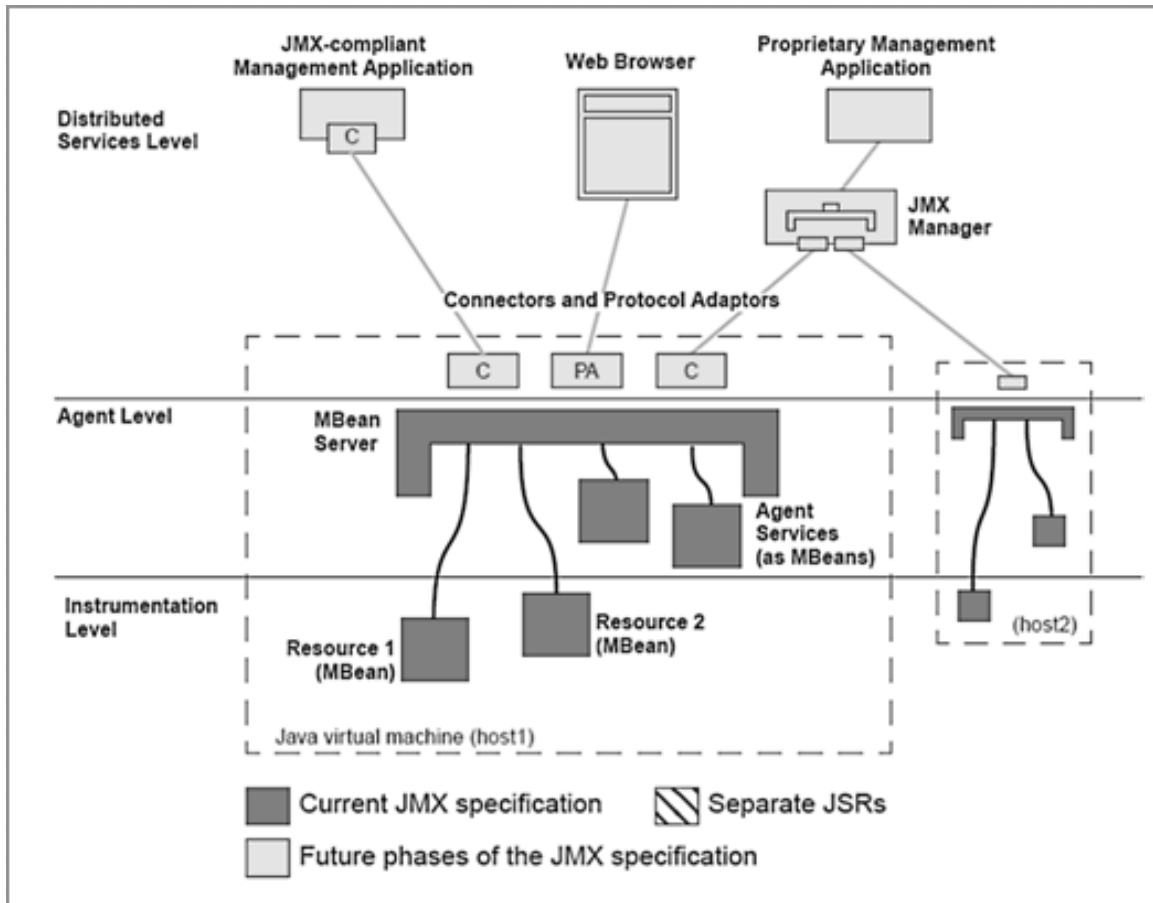 JMX-compliant
Management Application
Web Browser
Proprietary Management
Application
Distributed
Services Level
C
JMX
Manager
Connectors and Protocol Adaptors
C
PA
C
Agent Level
MBean
Server
Agent
Services
(as MBeans)
Instrumentation
Level
Resource 1
(MBean)
Resource 2
(MBean)
(host2)
Java virtual machine (host1)
Current JMX specification
Separate JSRs
Future phases of the JMX specification